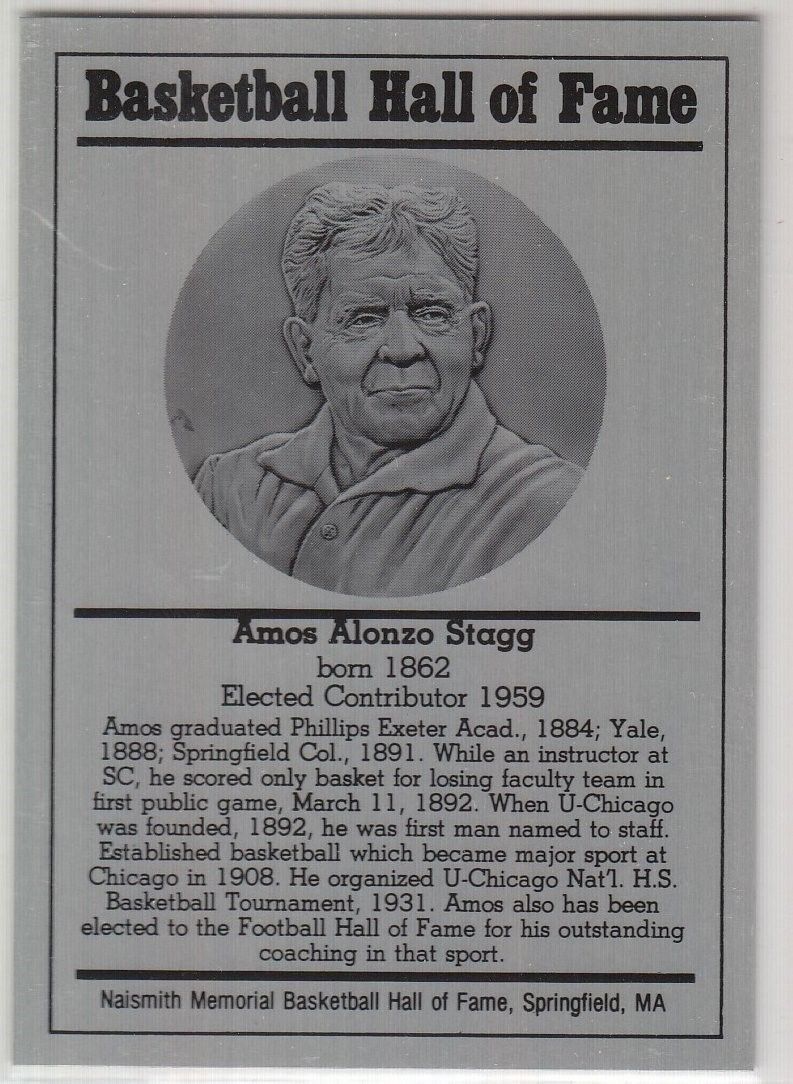 Basketball Hall of Fame
Amos Alonzo Stagg
born 1862
Elected Contributor 1959
Amos graduated Phillips Exeter Acad., 1884; Yale,
1888; Springfield Col., 1891. While an instructor at
SC, he scored only basket for losing faculty team in
first public game, March 11, 1892. When U-Chicago
was founded, 1892, he was first man named to staff.
Established basketball which became major sport at
Chicago in 1908. He organized U-Chicago Nat'l. H.S.
Basketball Tournament, 1931. Amos also has been
elected to the Football Hall of Fame for his outstanding
coaching in that sport.
Naismith Memorial Basketball Hall of Fame, Springfield, MA